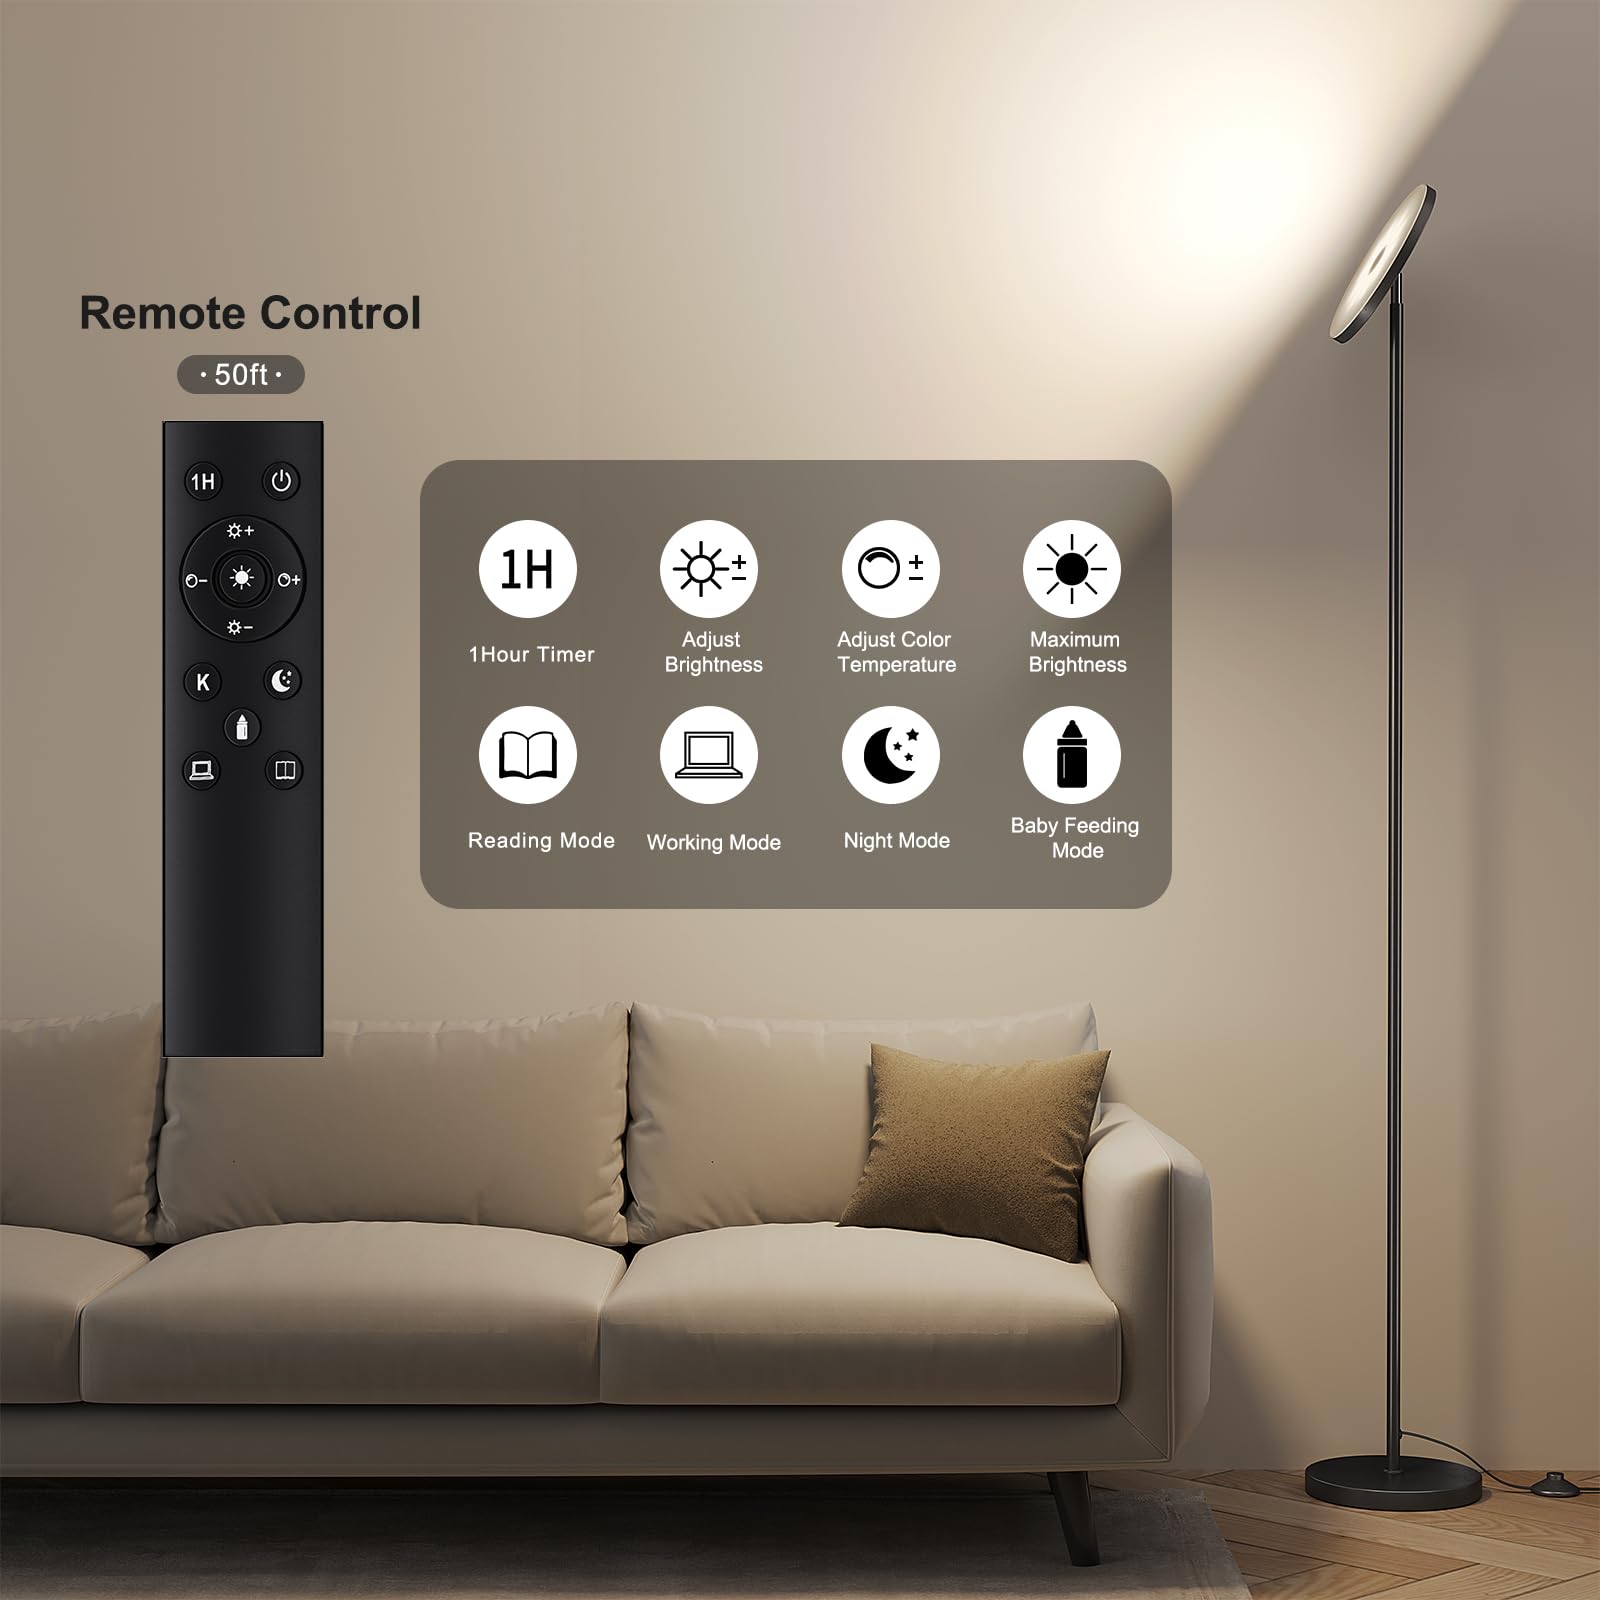 Remote Control
· 50ft ·
1H
+
- +
-
K
1H
±
±
1Hour Timer
Adjust
Brightness
Adjust Color
Temperature
Maximum
Brightness
Reading Mode
Working Mode
Night Mode
Baby Feeding
Mode